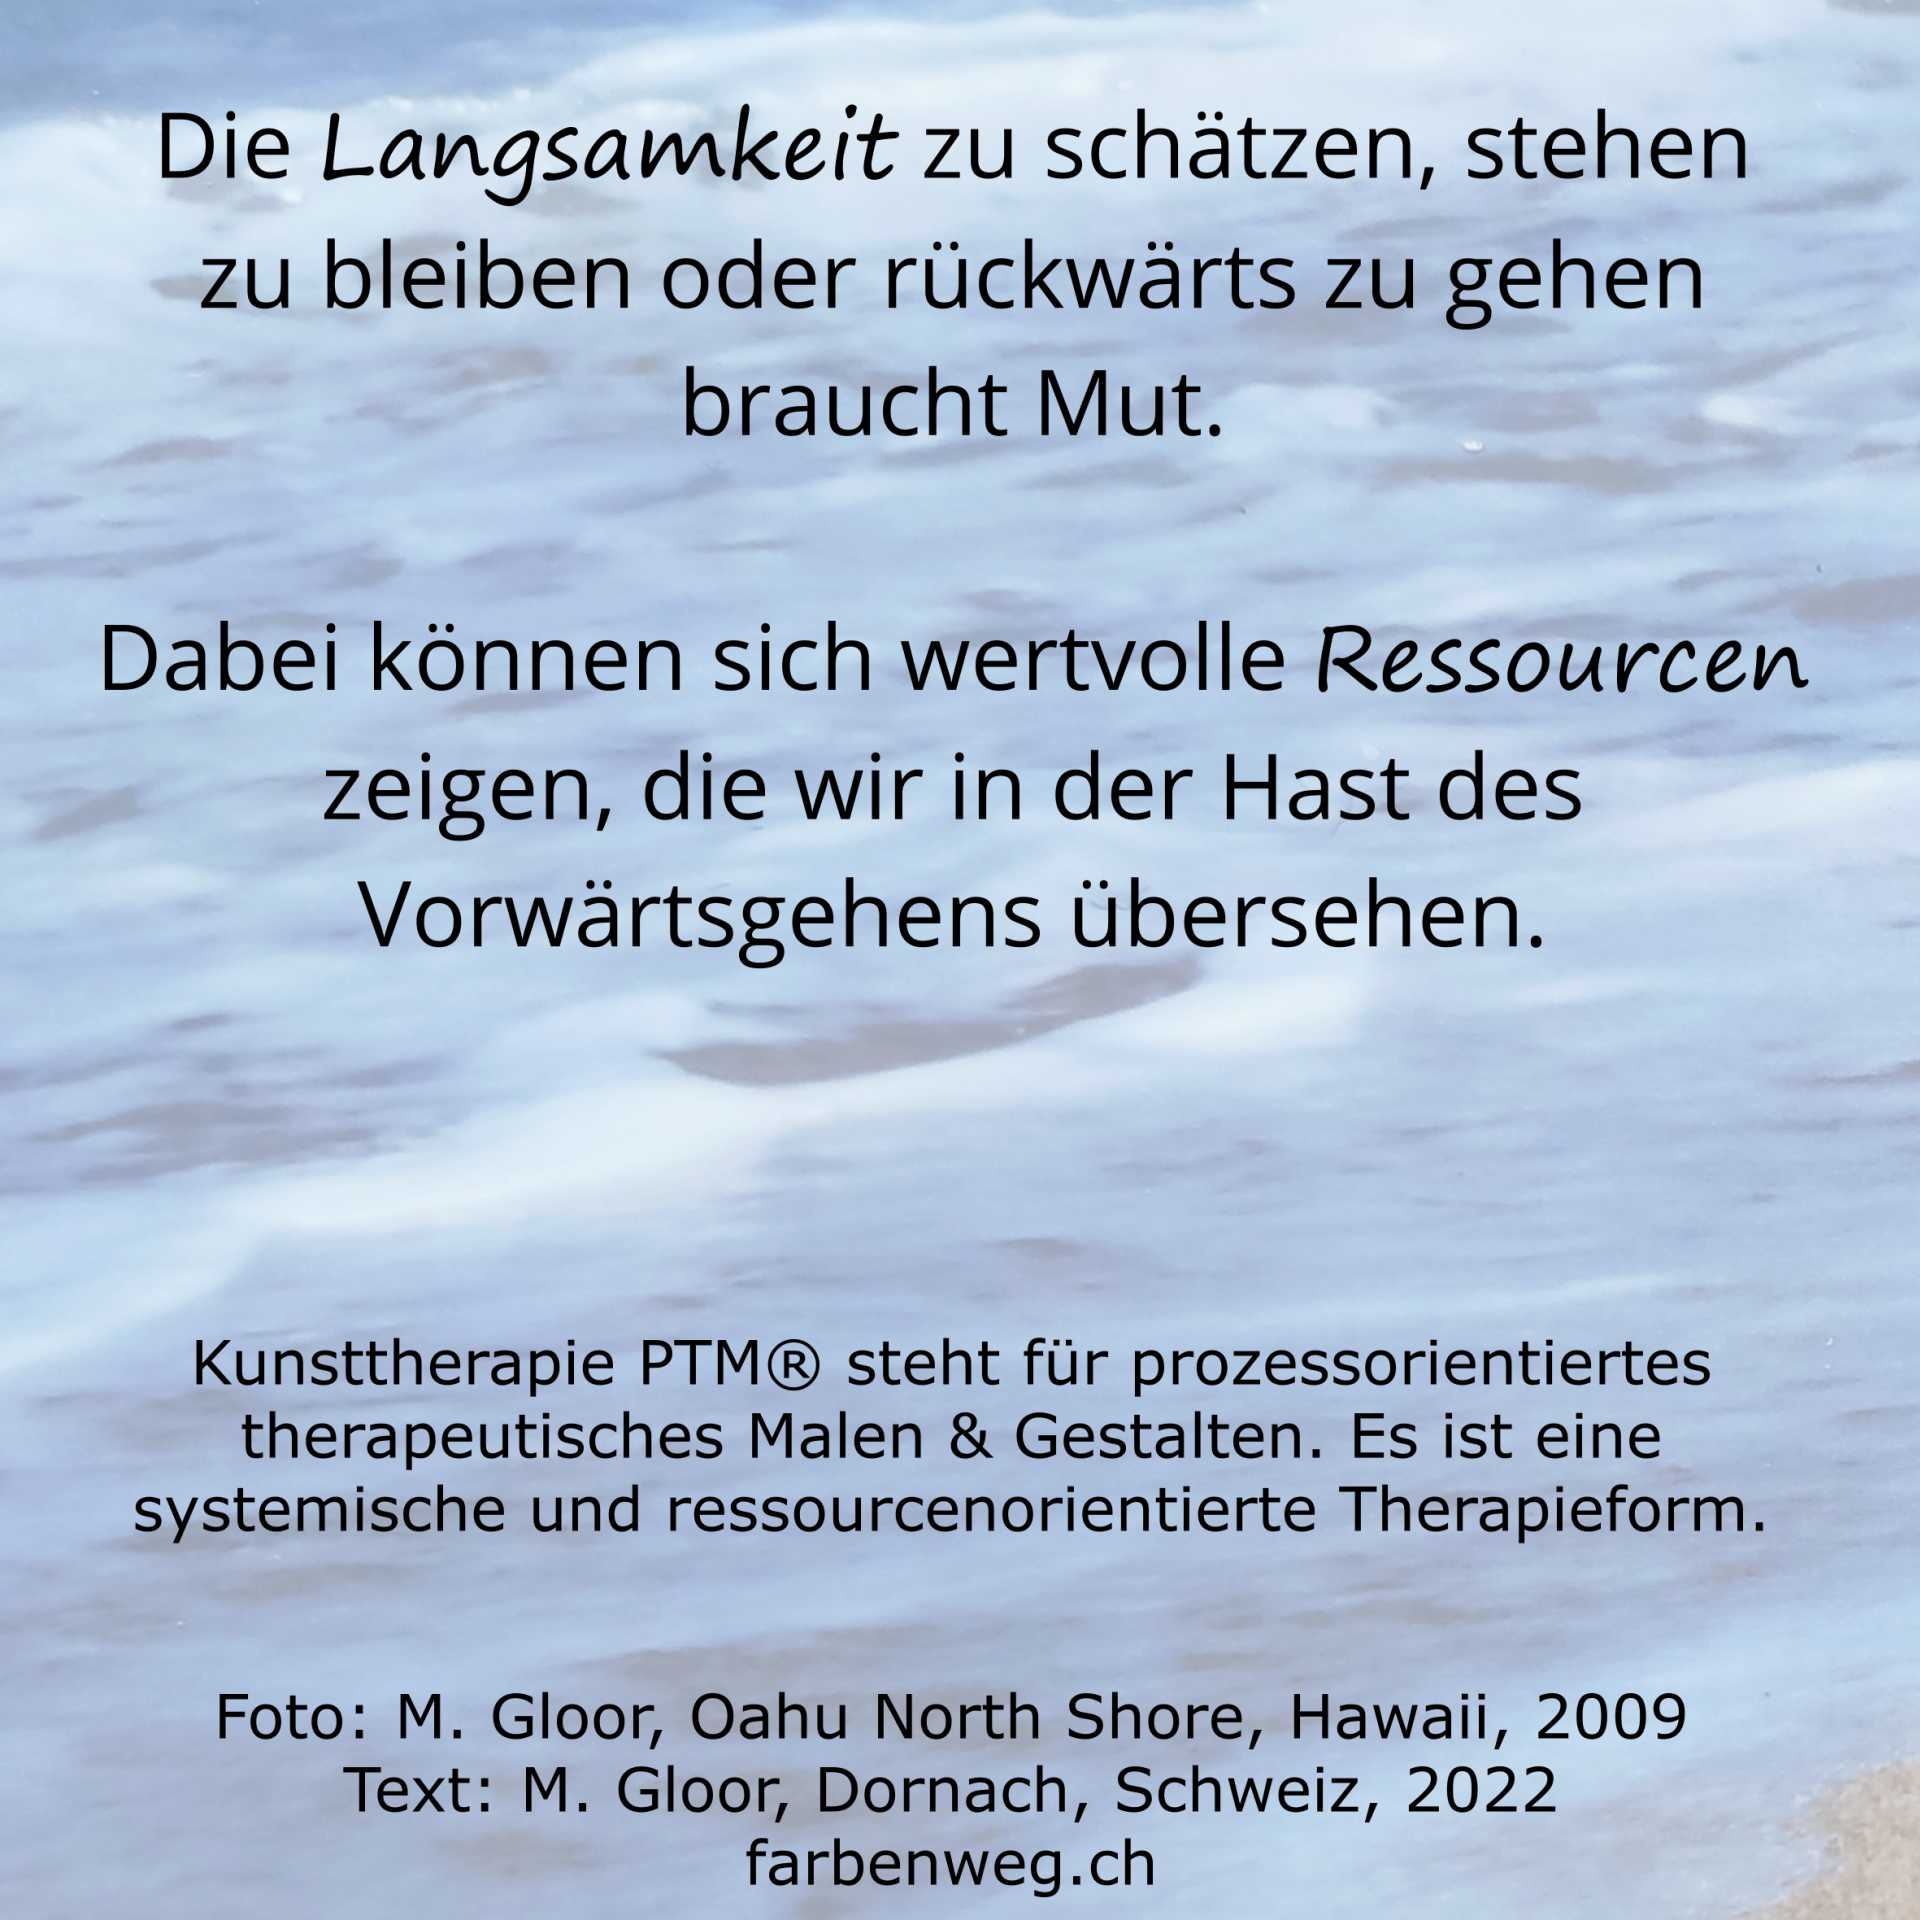 Die Langsamkeit zu schätzen, stehen
zu bleiben oder rückwärts zu gehen
braucht Mut.
Dabei können sich wertvolle Ressourcen
zeigen, die wir in der Hast des
Vorwärtsgehens übersehen.
Kunsttherapie PTM® steht für prozessorientiertes
therapeutisches Malen & Gestalten. Es ist eine
systemische und ressourcenorientierte Therapieform.
Foto: M. Gloor, Oahu North Shore, Hawaii, 2009
Text: M. Gloor, Dornach, Schweiz, 2022
farbenweg.ch